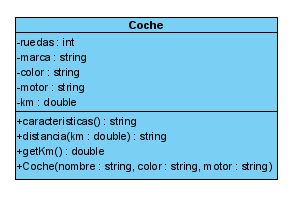 Coche
-ruedas : int
-marca : string
-color : string
-motor : string
-km : double
+caracteristicas() : string
+distancia(km : double) : string
+getKm() : double
+Coche(nombre : string, color : string, motor : string)